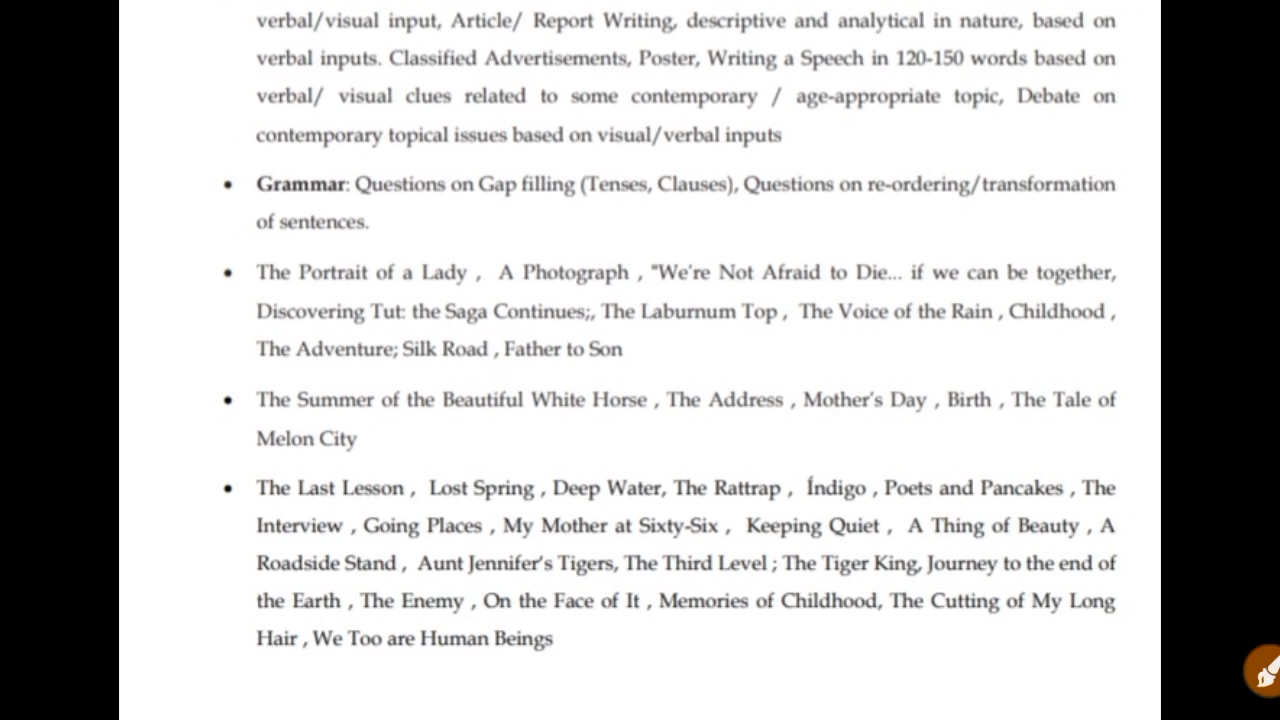 verbal/visual input, Article/ Report Writing, descriptive and analytical in nature, based on
verbal inputs. Classified Advertisements, Poster, Writing a Speech in 120-150 words based on
verbal/ visual clues related to some contemporary / age-appropriate topic, Debate on
contemporary topical issues based on visual/verbal inputs
• Grammar: Questions on Gap filling (Tenses, Clauses), Questions on re-ordering/transformation
of sentences.
• The Portrait of a Lady , A Photograph , "We're Not Afraid to Die... if we can be together,
Discovering Tut: the Saga Continues;, The Laburnum Top , The Voice of the Rain , Childhood ,
The Adventure; Silk Road , Father to Son
• The Summer of the Beautiful White Horse , The Address , Mother's Day , Birth , The Tale of
Melon City
• The Last Lesson , Lost Spring , Deep Water, The Rattrap , Índigo , Poets and Pancakes , The
Interview , Going Places , My Mother at Sixty-Six , Keeping Quiet , A Thing of Beauty , A
Roadside Stand , Aunt Jennifer's Tigers, The Third Level ; The Tiger King, Journey to the end of
the Earth , The Enemy , On the Face of It , Memories of Childhood, The Cutting of My Long
Hair , We Too are Human Beings